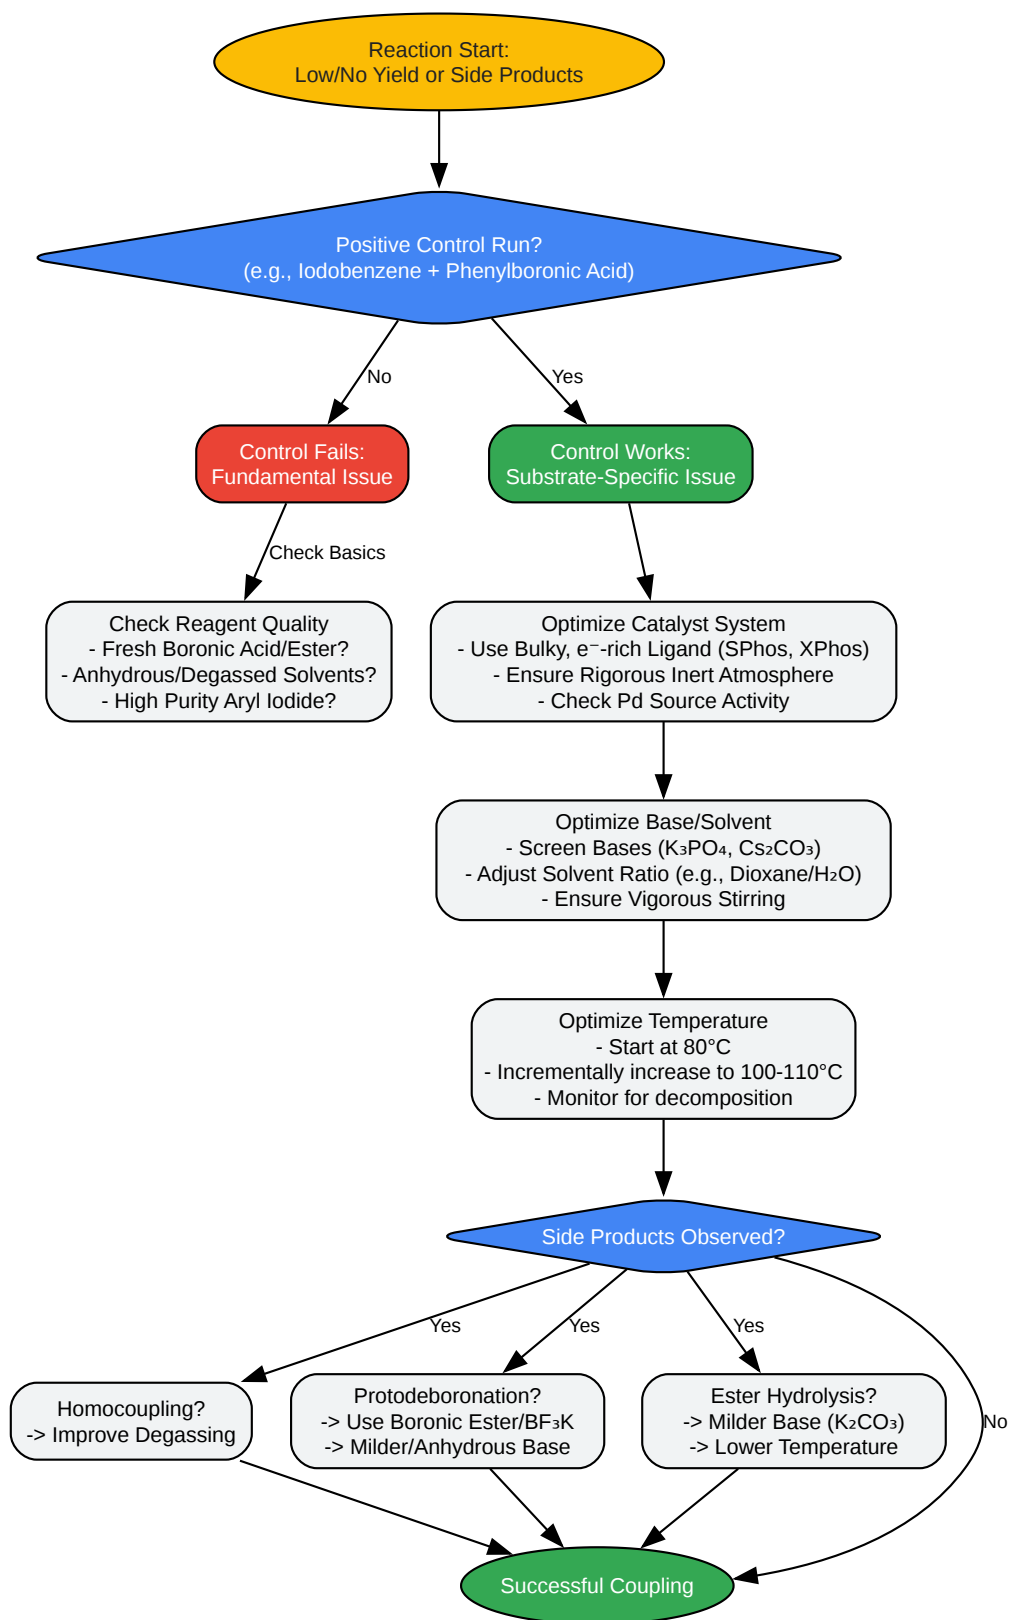 Reaction Start:
Low/No Yield or Side Products
Positive Control Run?
(e.g., Iodobenzene + Phenylboronic Acid)
No
Yes
Control Fails:
Fundamental Issue
Control Works:
Substrate-Specific Issue
Check Basics
Check Reagent Quality
- Fresh Boronic Acid/Ester?
- Anhydrous/Degassed Solvents?
- High Purity Aryl Iodide?
Optimize Catalyst System
- Use Bulky, e⁻-rich Ligand (SPhos, XPhos)
- Ensure Rigorous Inert Atmosphere
- Check Pd Source Activity
Optimize Base/Solvent
- Screen Bases (K₃PO₄, Cs₂CO₃)
- Adjust Solvent Ratio (e.g., Dioxane/H₂O)
- Ensure Vigorous Stirring
Optimize Temperature
- Start at 80°C
- Incrementally increase to 100-110°C
- Monitor for decomposition
Side Products Observed?
Yes
Yes
Yes
No
Homocoupling?
-> Improve Degassing
Protodeboronation?
-> Use Boronic Ester/BF₃K
-> Milder/Anhydrous Base
Ester Hydrolysis?
-> Milder Base (K₂CO₃)
-> Lower Temperature
Successful Coupling